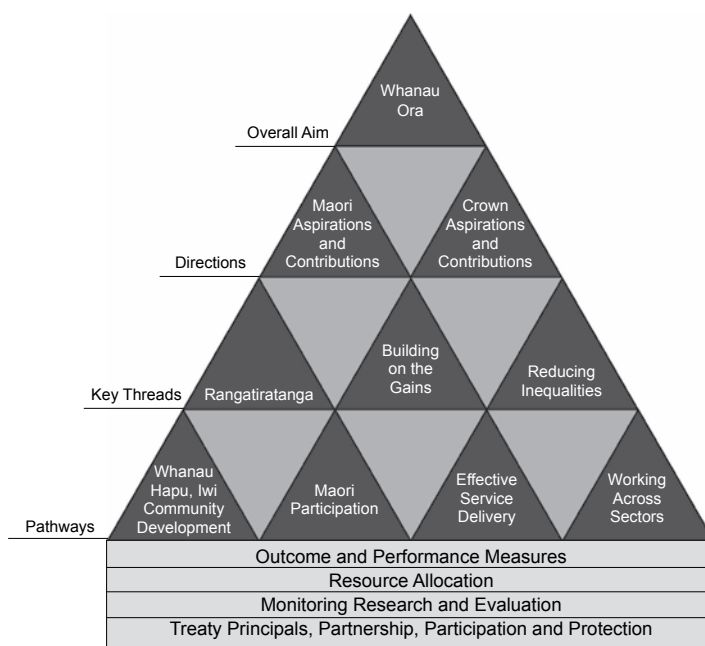 Whanau
Ora
Overall Aim
Maori
Aspirations
and
Contributions
Crown
Aspirations
and
Contributions
Directions
Rangatiratanga
Building
on the
Gains
Reducing
Inequalities
Key Threads
Whanau
Hapu, Iwi
Community
Development
Maori
Participation
Effective
Service
Delivery
Working
Across
Sectors
Pathways
Outcome and Performance Measures
Resource Allocation
Monitoring Research and Evaluation
Treaty Principals, Partnership, Participation and Protection